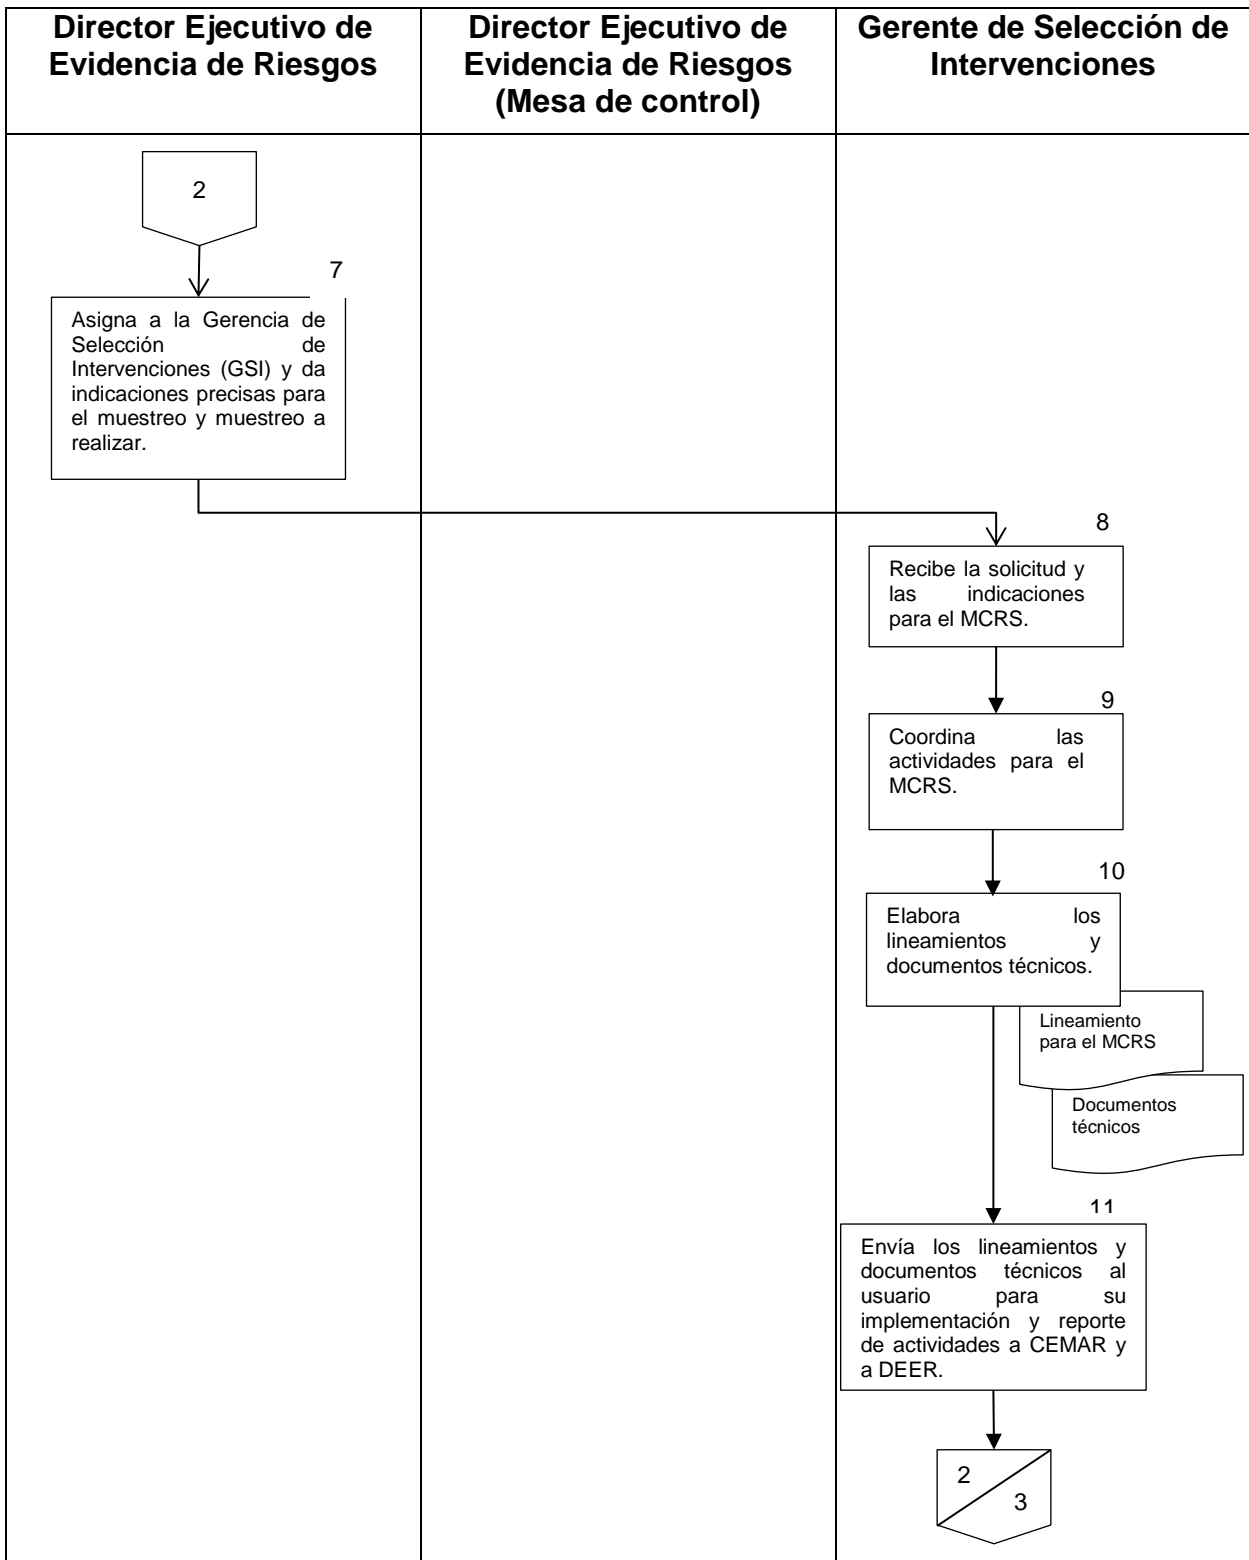 Director Ejecutivo de
Evidencia de Riesgos
Director Ejecutivo de
Evidencia de Riesgos
(Mesa de control)
Gerente de Selección de
Intervenciones
2
7
Asigna a la Gerencia de
Selección de
Intervenciones (GSI) y da
indicaciones precisas para
el muestreo y muestreo a
realizar.
8
Recibe la solicitud y
las indicaciones
para el MCRS.
9
Coordina las
actividades para el
MCRS.
10
Elabora los
lineamientos y
documentos técnicos.
Lineamiento
para el MCRS
Documentos
técnicos
11
Envía los lineamientos y
documentos técnicos al
usuario para su
implementación y reporte
de actividades a CEMAR y
a DEER.
2
3